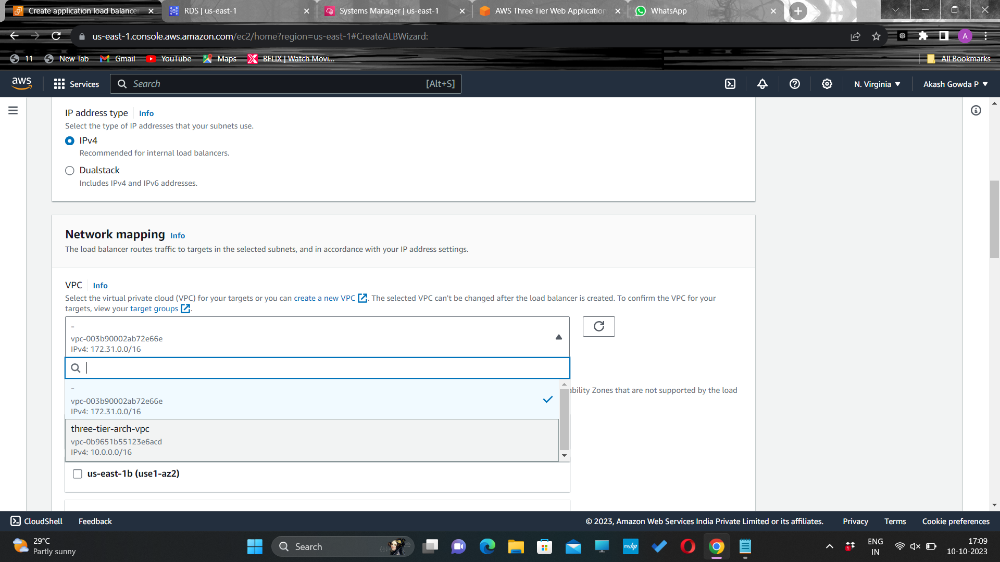 Create application load balancer
RDS | us-east-1
Systems Manager | us-east-1
AWS Three Tier Web Application
WhatsApp
us-east-1.console.aws.amazon.com/ec2/home?region=us-east-1#CreateALBWizard:
A
11
New Tab
Gmail
YouTube
Maps
BFLIX | Watch Movi...
All Bookmarks
aws
Services
Search
[Alt+S]
N. Virginia
Akash Gowda P
IP address type
Info
Select the type of IP addresses that your subnets use.
IPv4
Recommended for internal load balancers.
Dualstack
Includes IPv4 and IPv6 addresses.
Network mapping
Info
The load balancer routes traffic to targets in the selected subnets, and in accordance with your IP address settings.
VPC
Info
Select the virtual private cloud (VPC) for your targets or you can create a new VPC. The selected VPC can't be changed after the load balancer is created. To confirm the VPC for your
targets, view your target groups.
-
vpc-003b90002ab72e66e
IPv4: 172.31.0.0/16
-
vpc-003b90002ab72e66e
IPv4: 172.31.0.0/16
ability Zones that are not supported by the load
three-tier-arch-vpc
vpc-0b9651b55123e6acd
IPv4: 10.0.0.0/16
us-east-1b (use1-az2)
CloudShell
Feedback
© 2023, Amazon Web Services India Private Limited or its affiliates.
Privacy
Terms
Cookie preferences
29°C
Partly sunny
Search
myhp
1
ENG
IN
17:09
10-10-2023